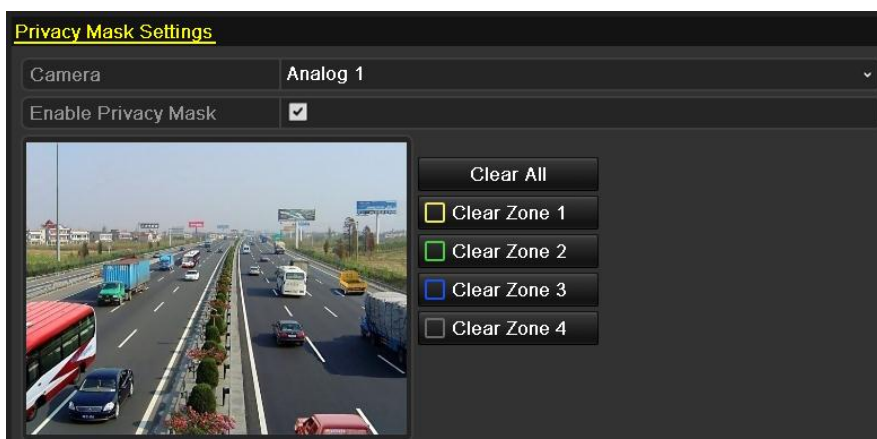 Privacy Mask Settings
Camera Analog 1
Enable Privacy Mask
Clear All
Clear Zone 1
Clear Zone 2
Clear Zone 3
Clear Zone 4